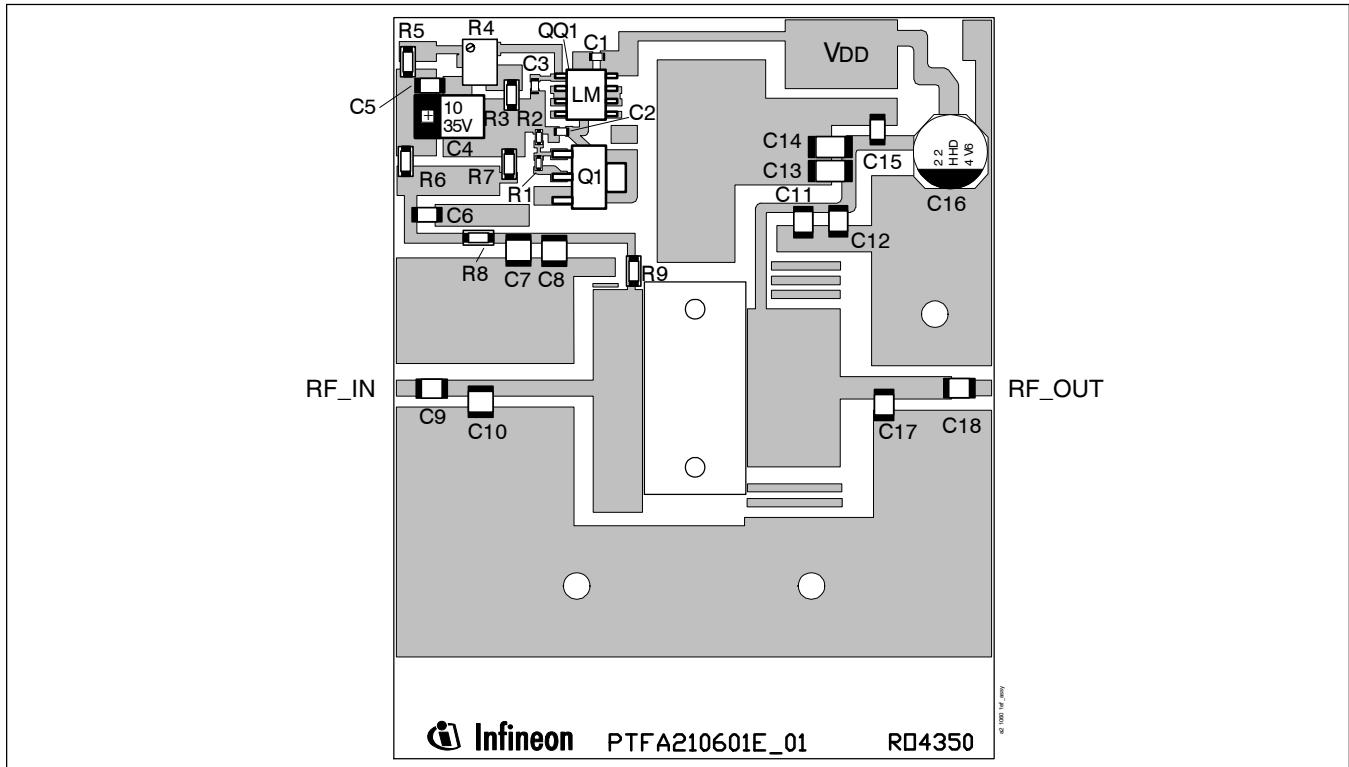 R5
R4
QQ1
C1
VDD
C3
LM
C5
10
35V
R3
R2
C2
C4
C14
C15
C13
2 2
H HD
4 V6
R6
R7
R1
Q1
C11
C16
C6
C12
R8
C7
C8
R9
RF_IN
RF_OUT
C9
C10
C17
C18
Infineon
PTFA210601E_01
RO4350